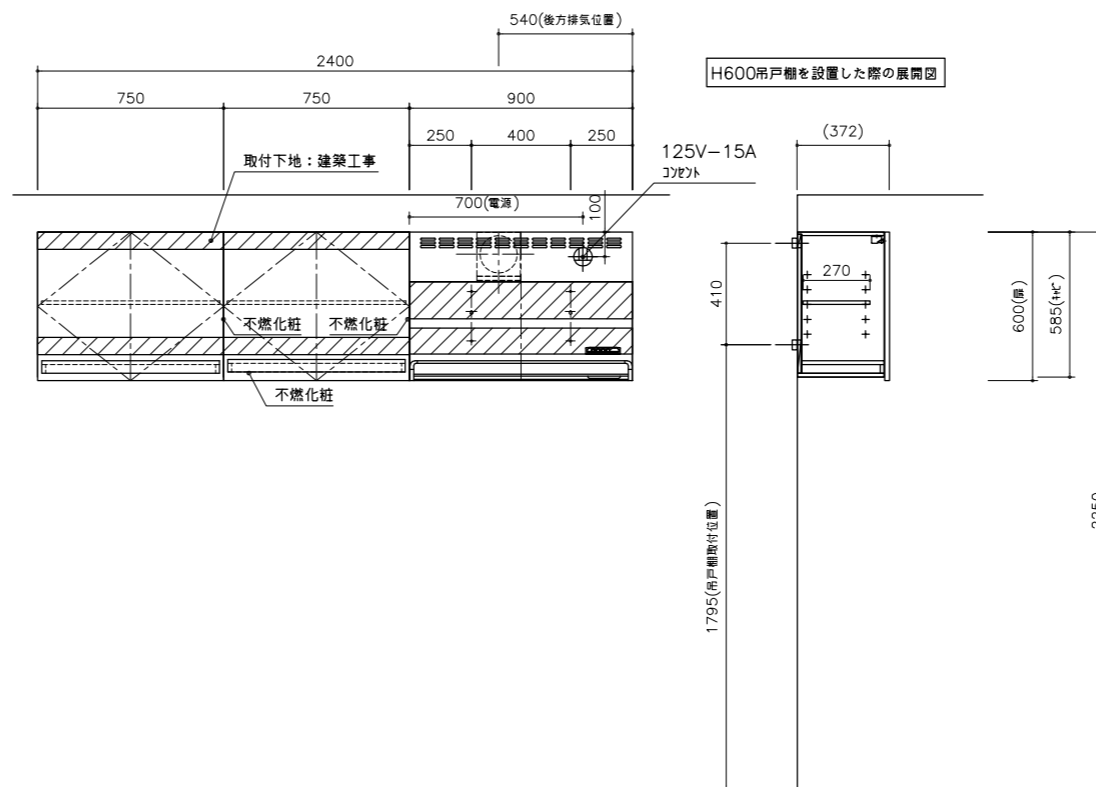 540(後方排気位置)
2400
H600吊戸棚を設置した際の展開図
750
750
900
(372)
250
400
250
125V-15A
コンセント
取付下地：建築工事
700(電源)
100
410
270
600(扉)
585(ｷｬﾋﾞ)
不燃化粧
不燃化粧
不燃化粧
1795(吊戸棚取付位置)